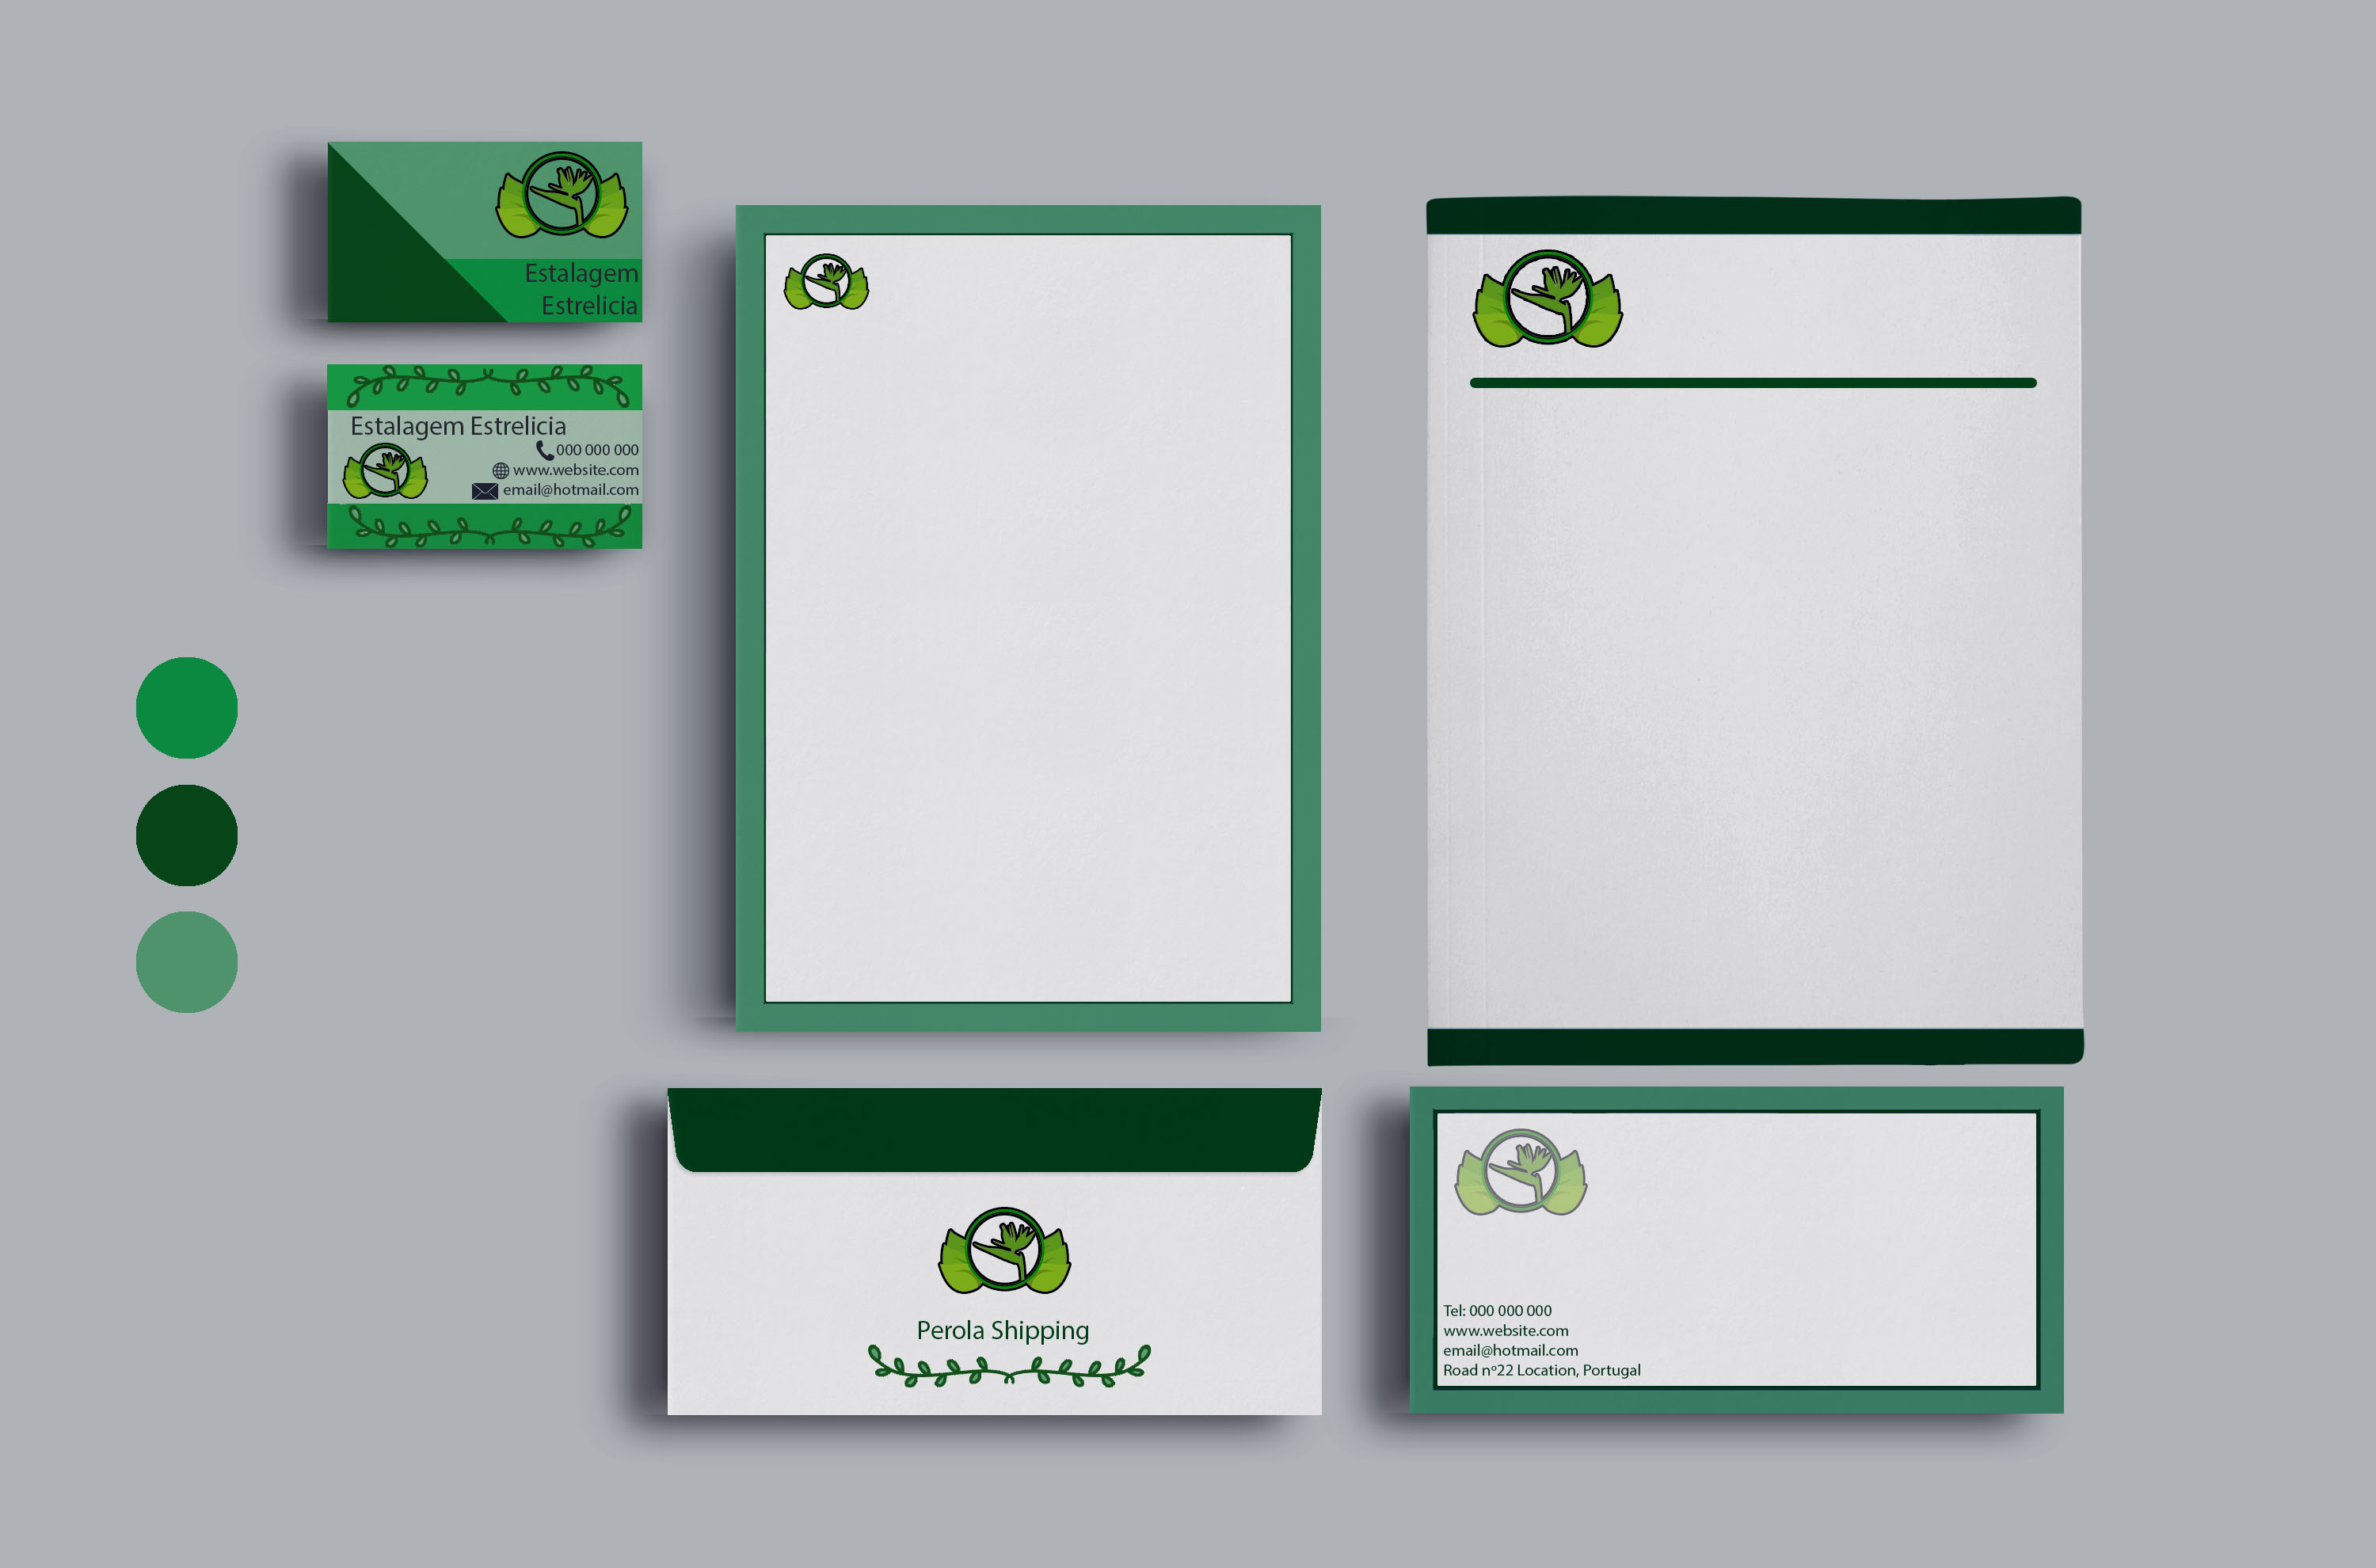 Estalagem
Estrelicia
Estalagem Estrelicia
000 000 000
www.website.com
email@hotmail.com
Perola Shipping
Tel: 000 000 000
www.website.com
email@hotmail.com
Road nº22 Location, Portugal